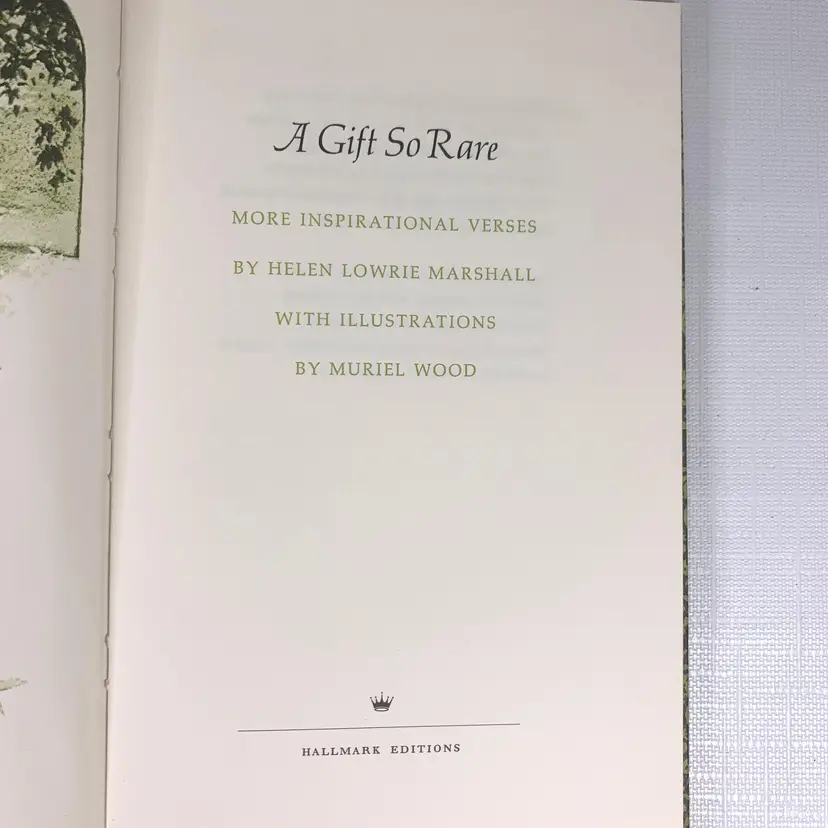 A Gift So Rare
MORE INSPIRATIONAL VERSES
BY HELEN LOWRIE MARSHALL
WITH ILLUSTRATIONS
BY MURIEL WOOD
HALLMARK EDITIONS